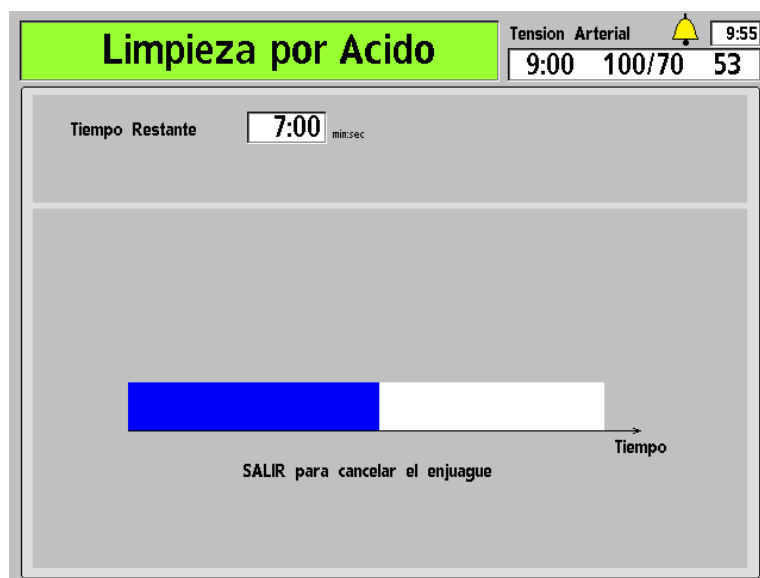 Limpieza por Acido
Tension Arterial 9:55
9:00 100/70 53
Tiempo Restante 7:00 min:sec
Tiempo
SALIR para cancelar el enjuague